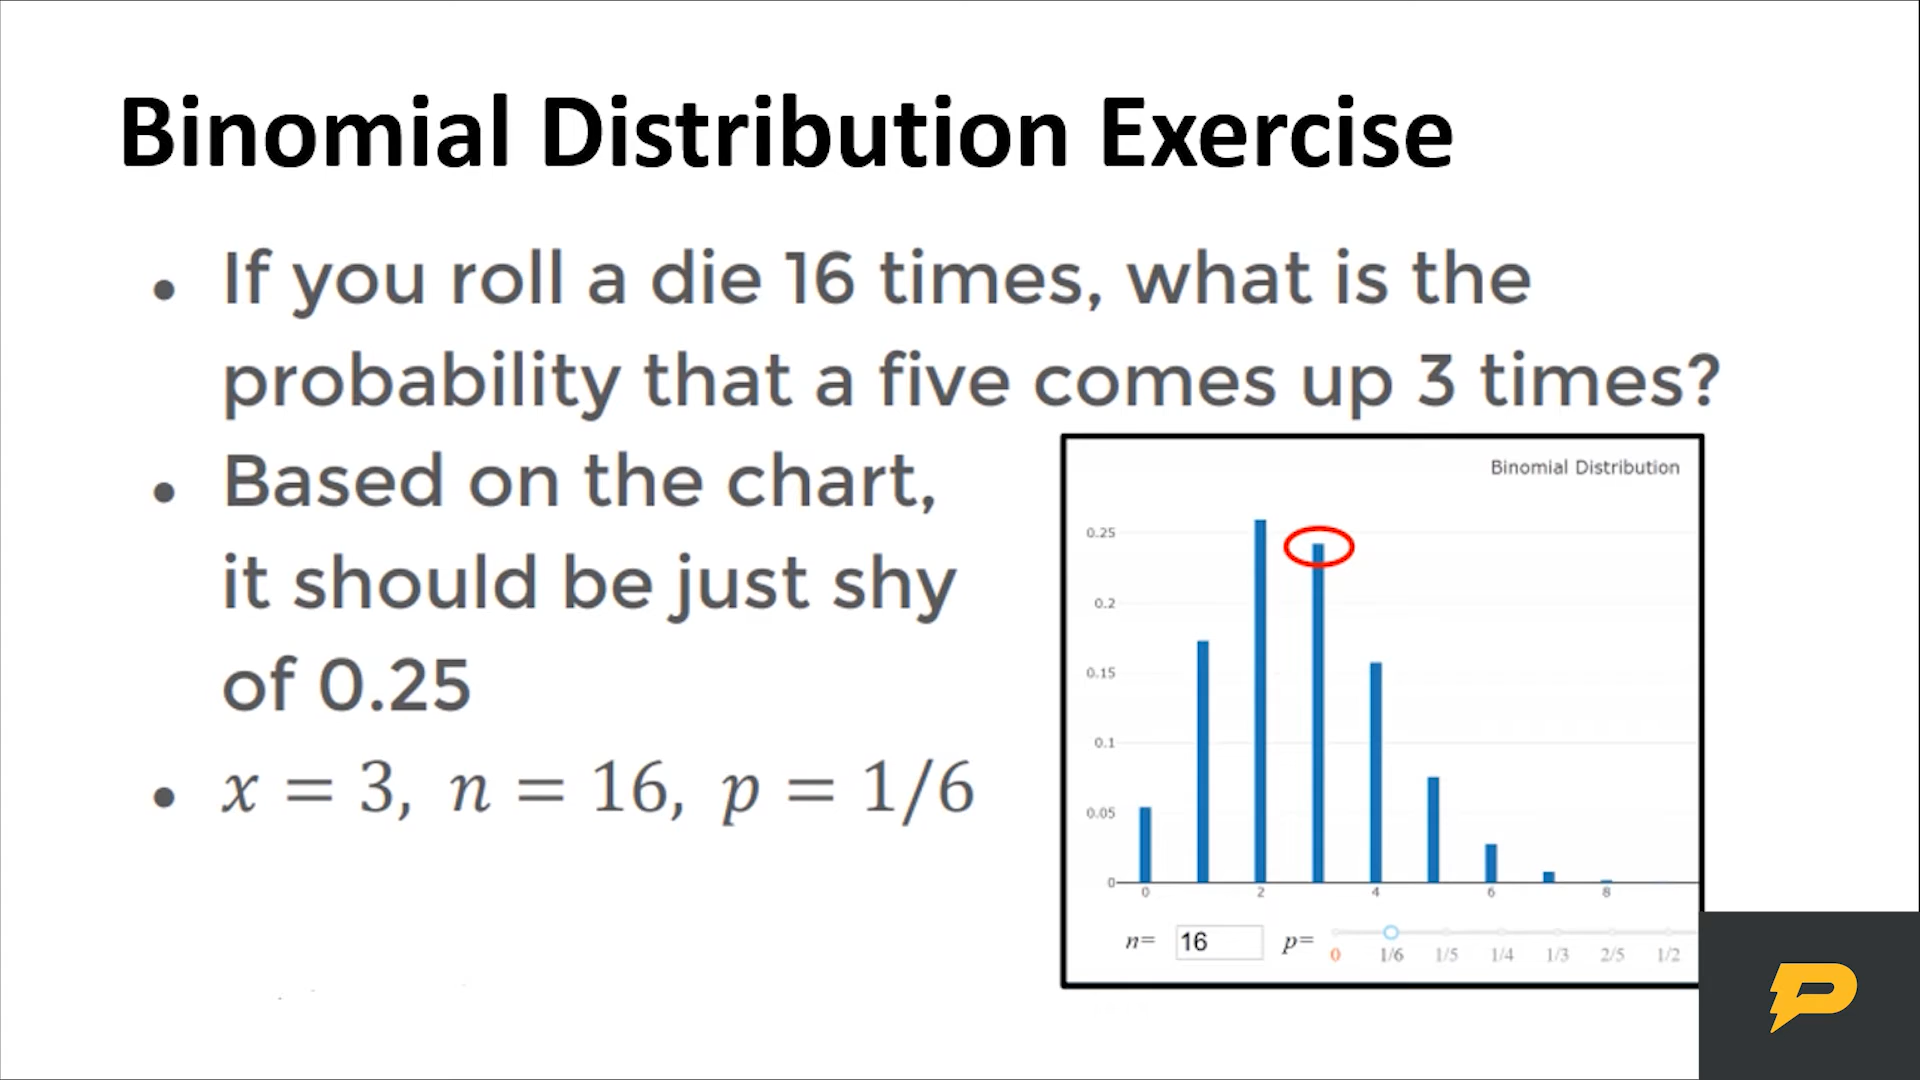 Binomial Distribution Exercise
• If you roll a die 16 times, what is the
probability that a five comes up 3 times?
• Based on the chart,
it should be just shy
of 0.25
• x = 3, n = 16, p = 1/6
Binomial Distribution
0.25
0.2
0.15
0.1
0.05
0
0 2 4 6 8
n= 16 p=
0 1/6 1/5 1/4 1/3 2/5 1/2